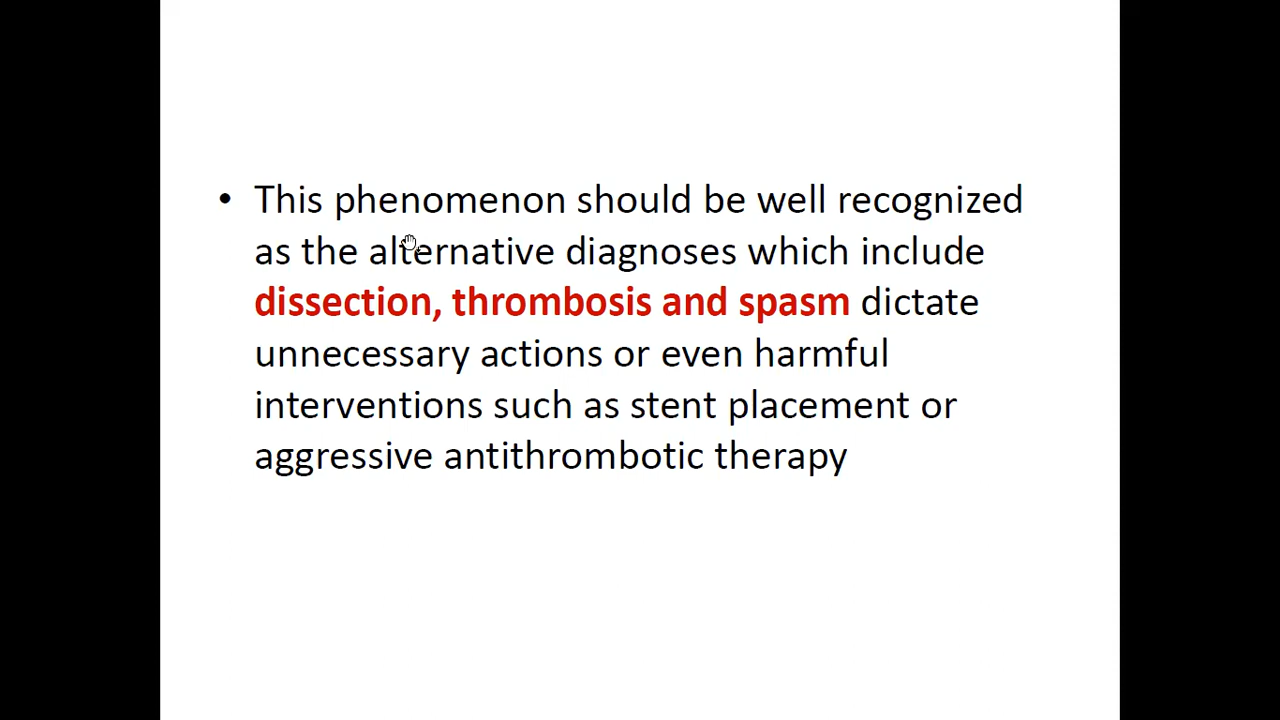 • This phenomenon should be well recognized
as the alternative diagnoses which include
dissection, thrombosis and spasm dictate
unnecessary actions or even harmful
interventions such as stent placement or
aggressive antithrombotic therapy